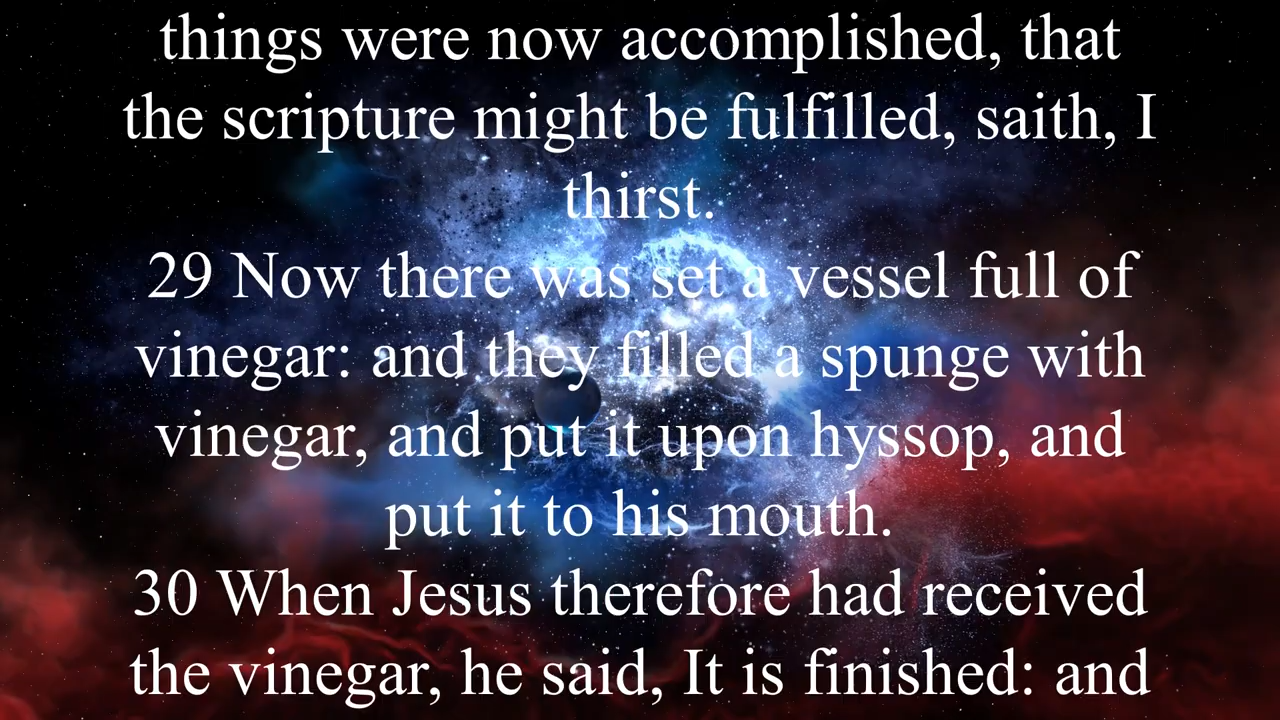 things were now accomplished, that
the scripture might be fulfilled, saith, I
thirst.
29 Now there was set a vessel full of
vinegar: and they filled a spunge with
vinegar, and put it upon hyssop, and
put it to his mouth.
30 When Jesus therefore had received
the vinegar, he said, It is finished: and